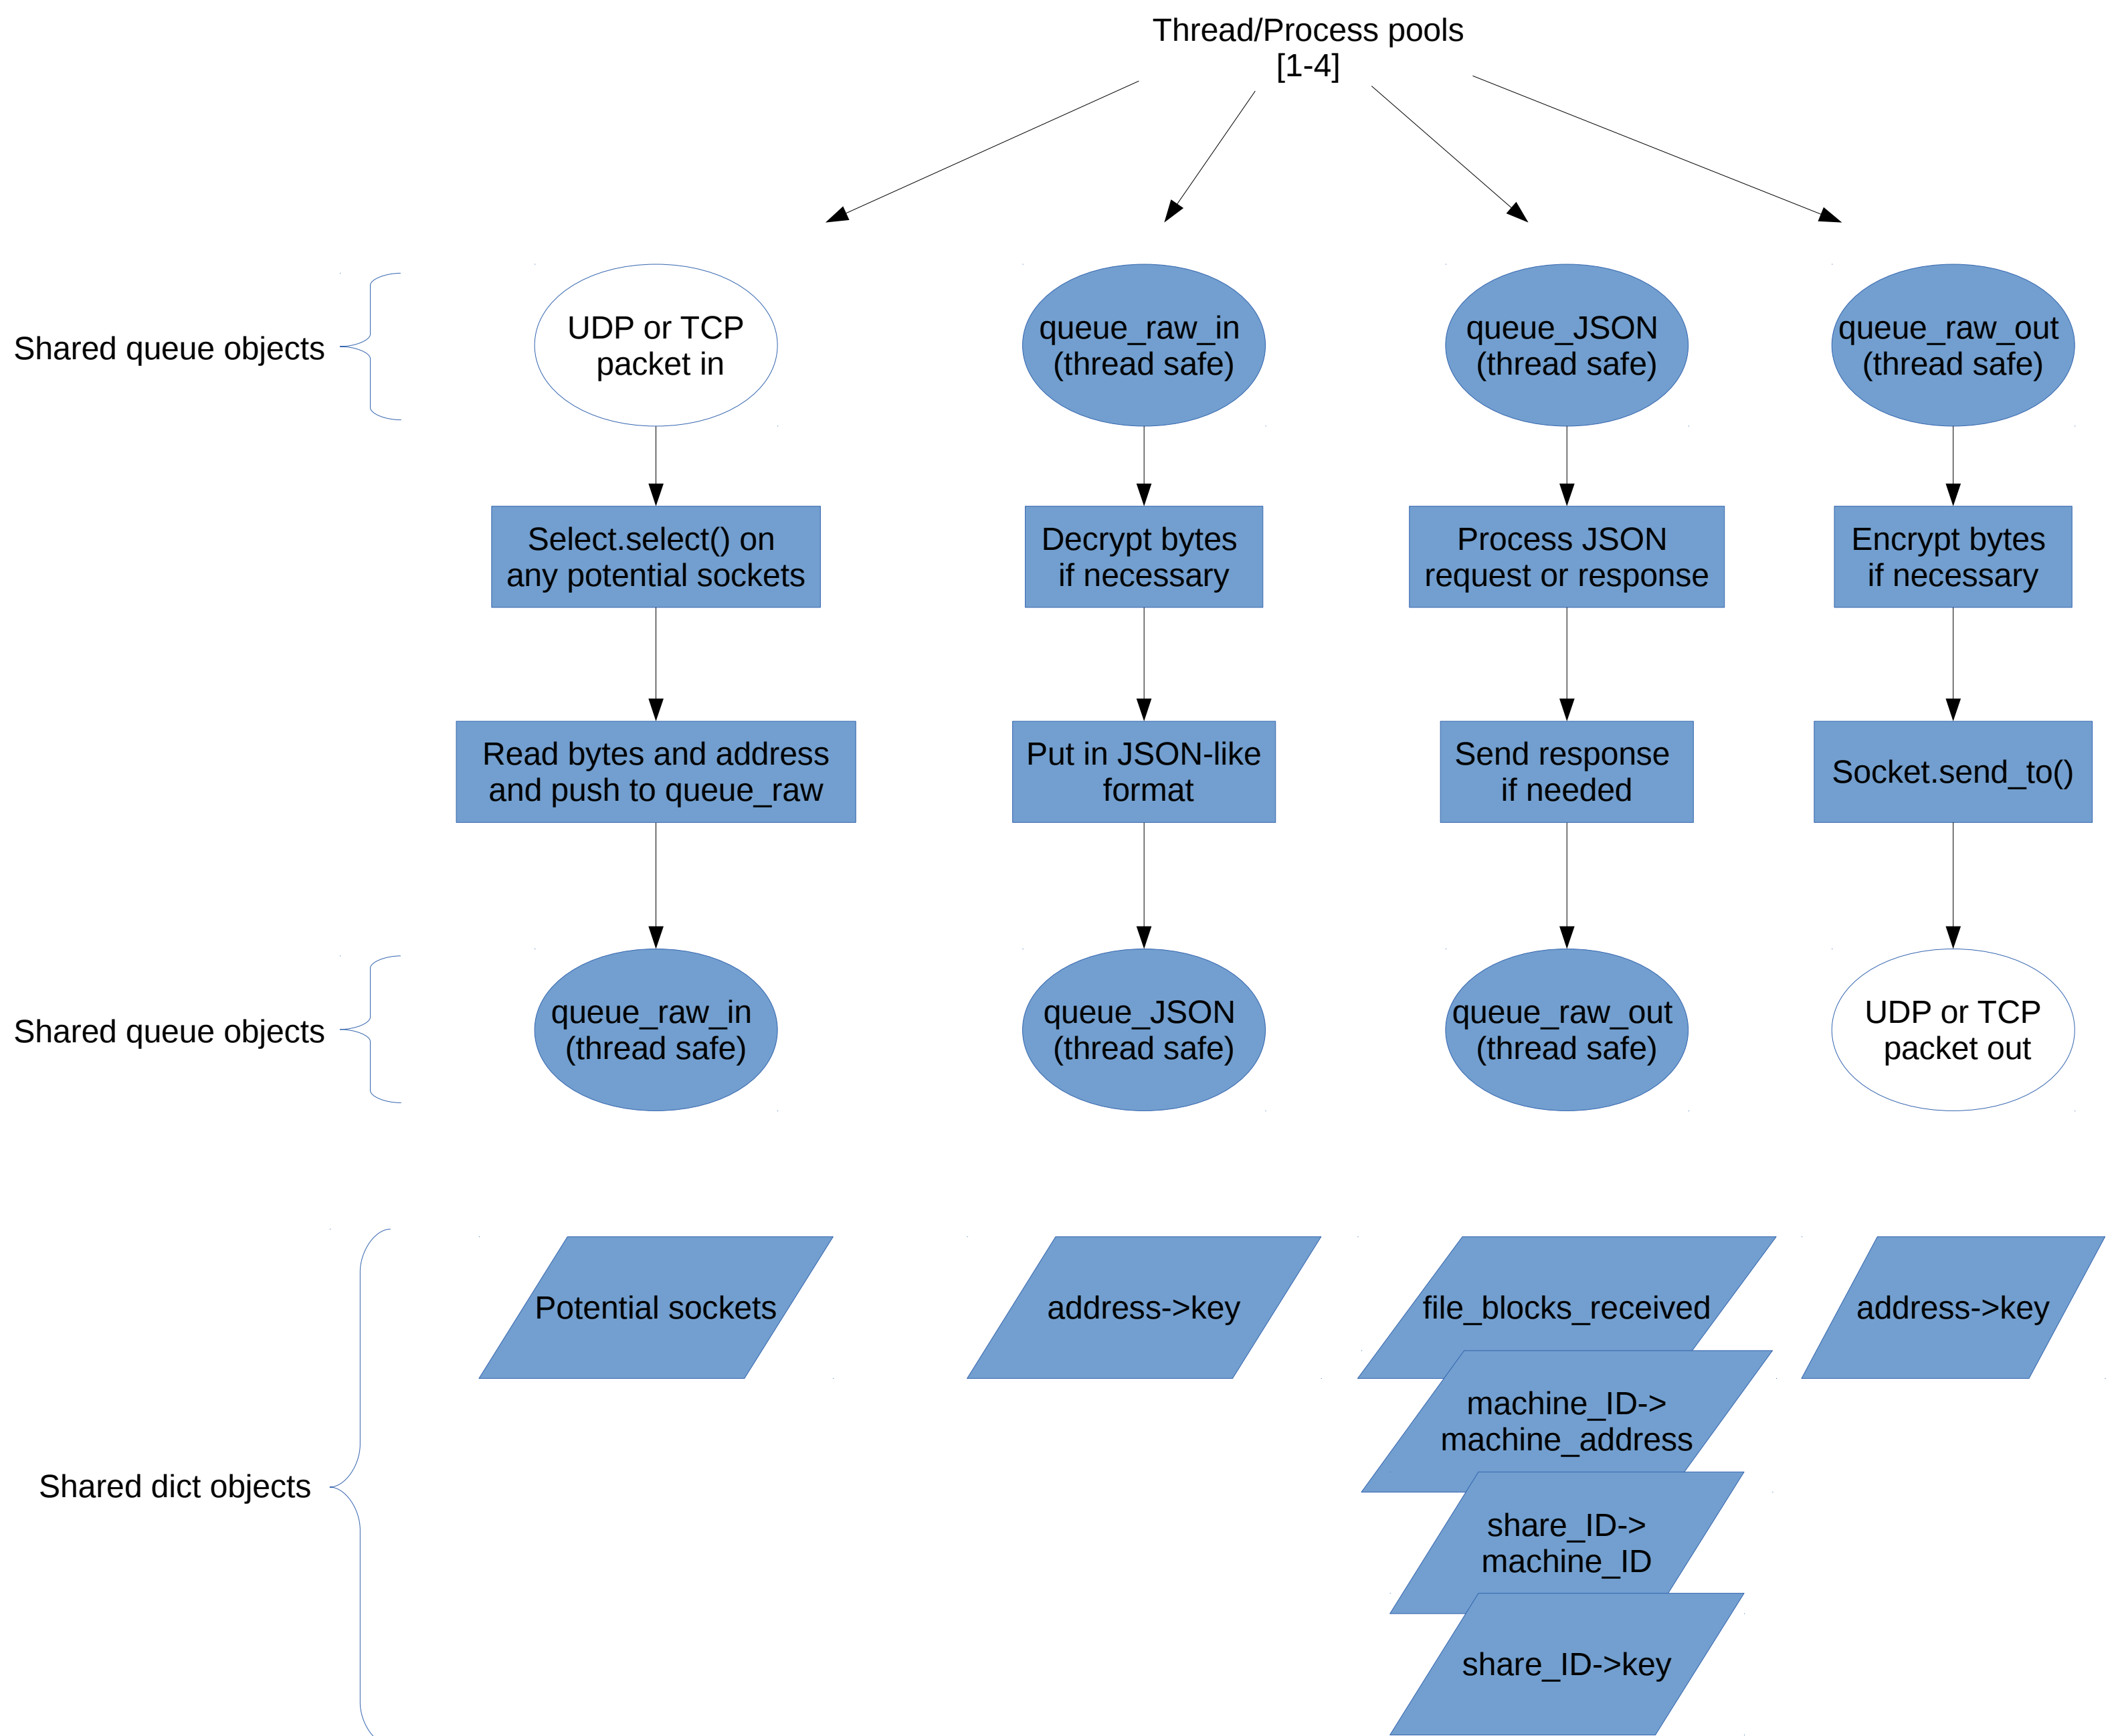 Thread/Process pools
[1-4]
Shared queue objects
UDP or TCP
packet in
queue_raw_in
(thread safe)
queue_JSON
(thread safe)
queue_raw_out
(thread safe)
Select.select() on
any potential sockets
Decrypt bytes
if necessary
Process JSON
request or response
Encrypt bytes
if necessary
Read bytes and address
and push to queue_raw
Put in JSON-like
format
Send response
if needed
Socket.send_to()
Shared queue objects
queue_raw_in
(thread safe)
queue_JSON
(thread safe)
queue_raw_out
(thread safe)
UDP or TCP
packet out
Shared dict objects
Potential sockets
address->key
file_blocks_received
machine_ID->
machine_address
share_ID->
machine_ID
share_ID->key
address->key